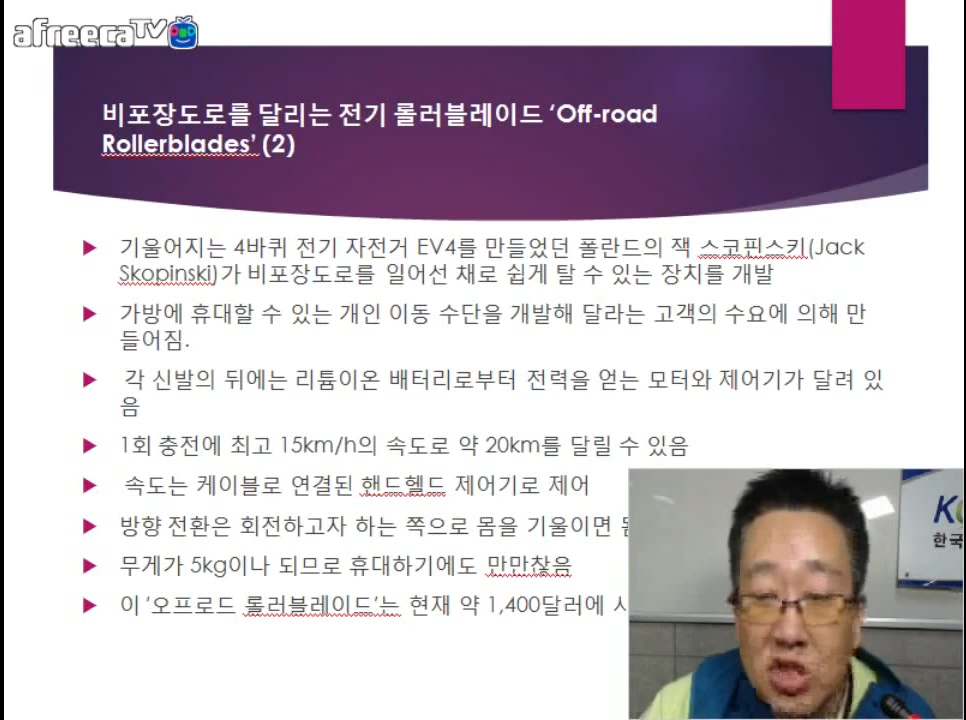 afreecaTV
비포장도로를 달리는 전기 롤러블레이드 ‘Off-road
Rollerblades’ (2)
기울어지는 4바퀴 전기 자전거 EV4를 만들었던 폴란드의 잭 스코핀스키(Jack
Skopinski)가 비포장도로를 일어선 채로 쉽게 탈 수 있는 장치를 개발
가방에 휴대할 수 있는 개인 이동 수단을 개발해 달라는 고객의 수요에 의해 만
들어짐.
각 신발의 뒤에는 리튬이온 배터리로부터 전력을 얻는 모터와 제어기가 달려 있
음
1회 충전에 최고 15km/h의 속도로 약 20km를 달릴 수 있음
속도는 케이블로 연결된 핸드헬드 제어기로 제어
방향 전환은 회전하고자 하는 쪽으로 몸을 기울이면
무게가 5kg이나 되므로 휴대하기에도 만만찮음
이 ‘오프로드 롤러블레이드’는 현재 약 1,400달러에
한국